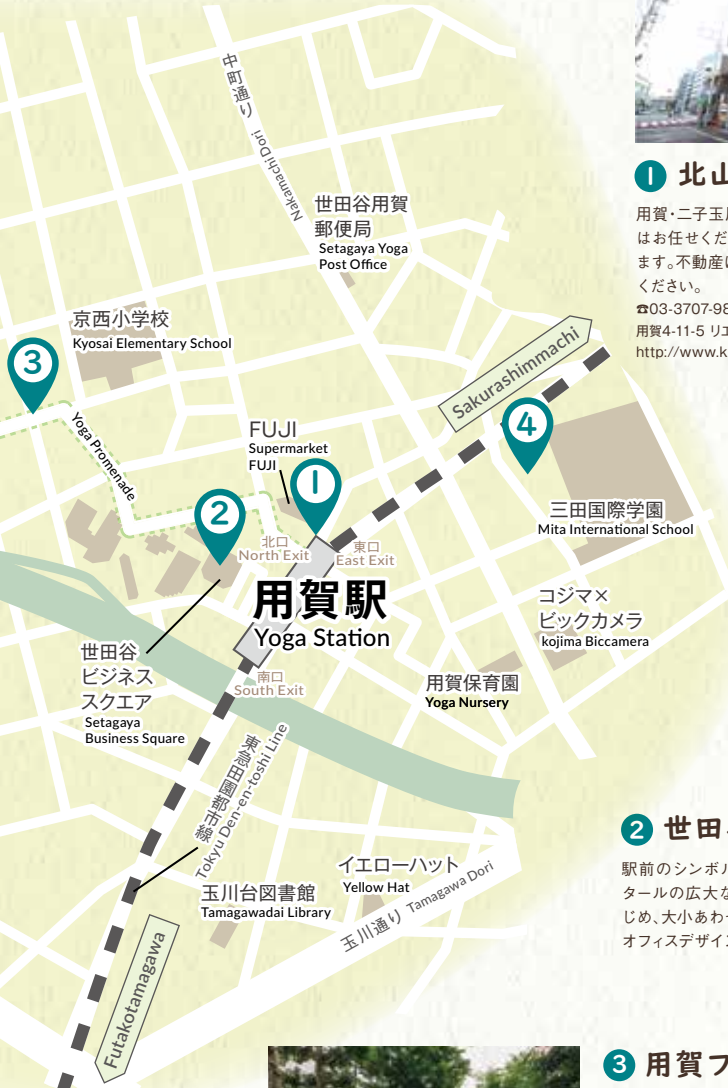 中町通り Nakamachi Dori
世田谷用賀
郵便局
Setagaya Yoga
Post Office
京西小学校
Kyosai Elementary School
3
Yoga Promenade
Sakurashimmachi
4
FUJI
Supermarket
FUJI
1
2
北口
North Exit
東口
East Exit
三田国際学園
Mita International School
用賀駅
Yoga Station
コジマ×
ビックカメラ
kojima Biccamera
世田谷
ビジネス
スクエア
Setagaya
Business Square
南口
South Exit
用賀保育園
Yoga Nursery
東急田園都市線
Tokyu Den-en-toshi Line
イエローハット
Yellow Hat
玉川台図書館
Tamagawadai Library
玉川通り Tamagawa Dori
Futakotamagawa
1 北山
用賀・二子玉
はお任せくだ
ます。不動産
ください。
☎03-3707-98
用賀4-11-5 リエ
http://www.k
2 世田
駅前のシンボル
タールの広大な
じめ、大小あわ
オフィスデザイン
3 用賀プ